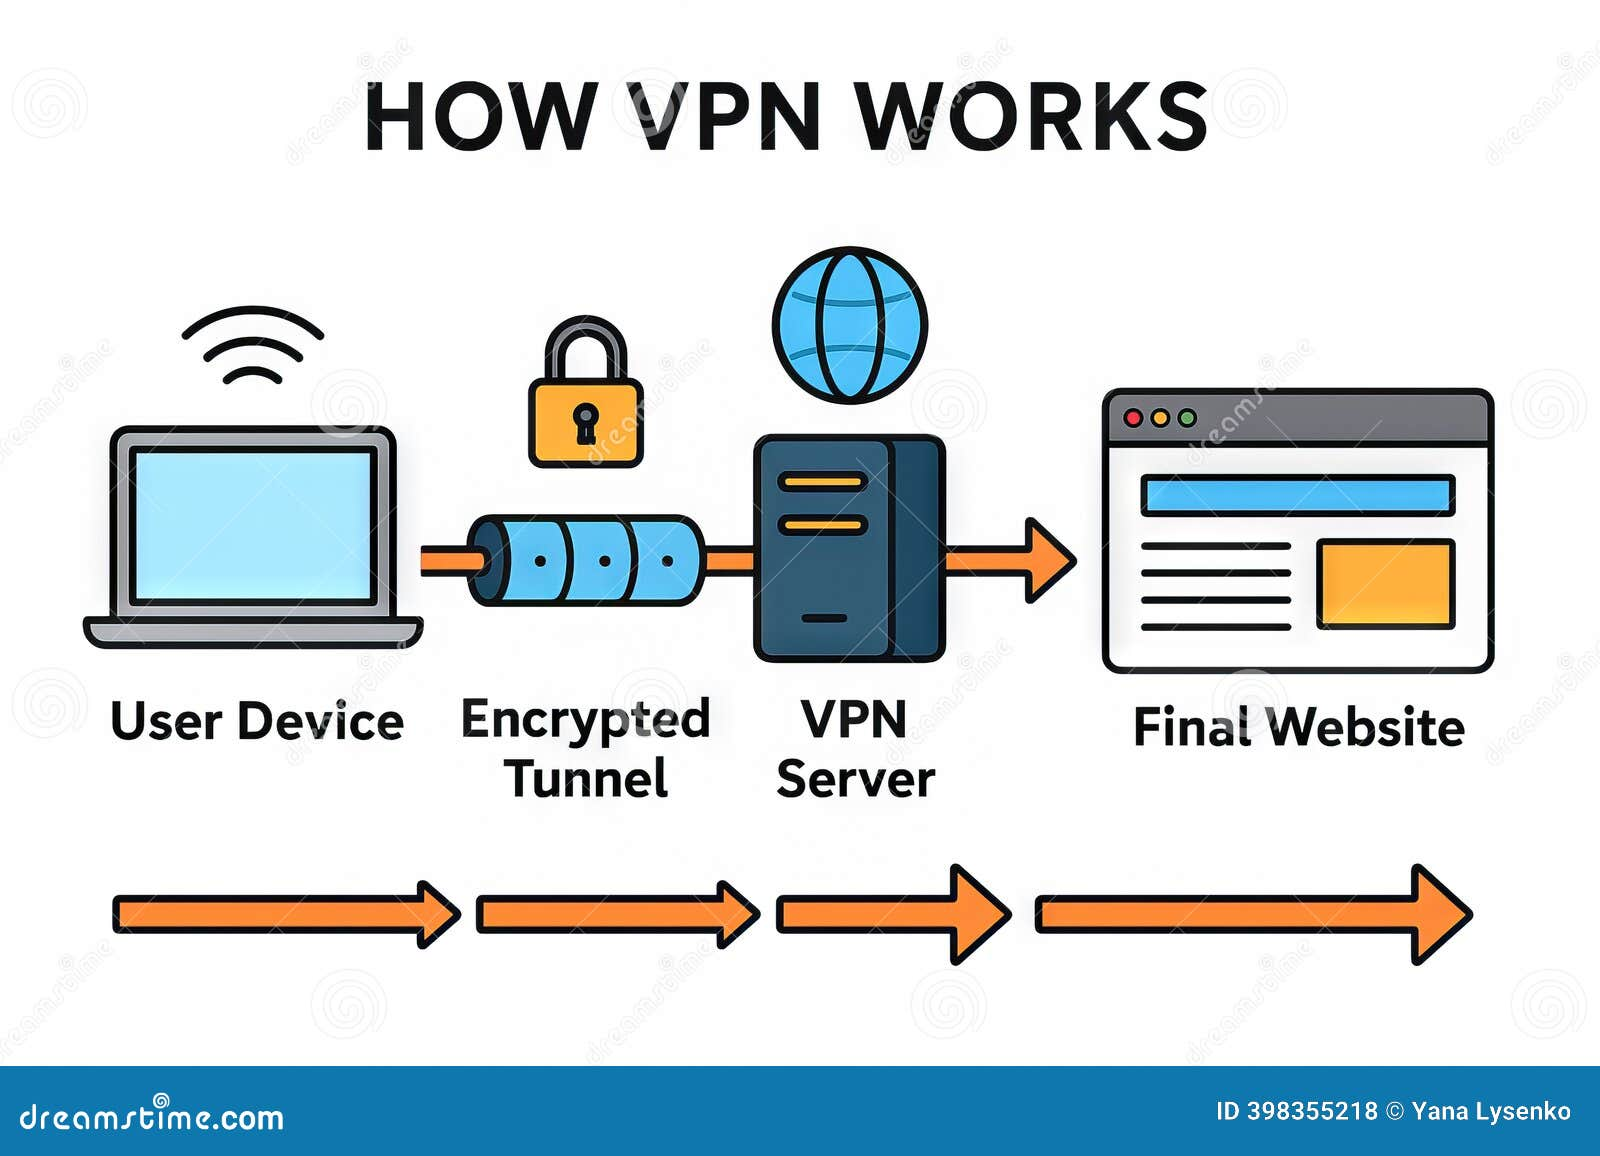 HOW VPN WORKS
User Device
Encrypted
Tunnel
VPN
Server
Final Website
dreamstime.com
ID 398355218 © Yana Lysenko